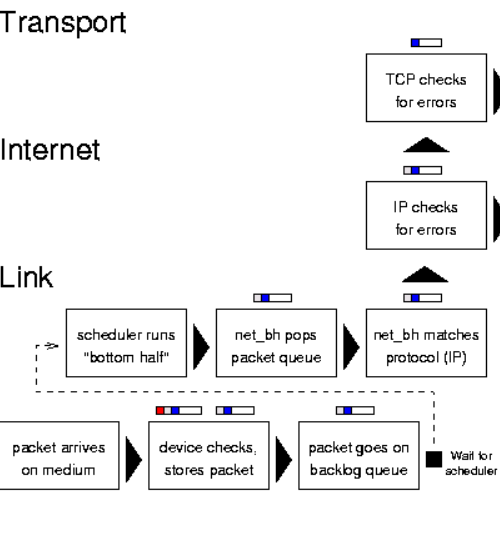 Transport
TCP checks
for errors
Internet
IP checks
for errors
Link
scheduler runs
"bottom half"
net_bh pops
packet queue
net_bh matches
protocol (IP)
packet arrives
on medium
device checks,
stores packet
packet goes on
backlog queue
Wait for
scheduler